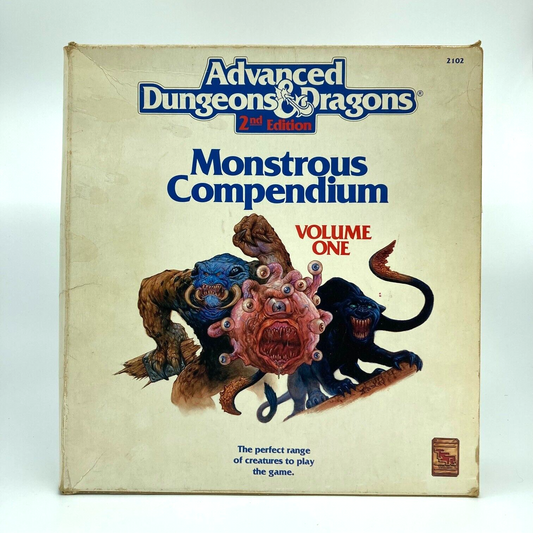 2102
Advanced
Dungeons & Dragons®
2nd Edition
Monstrous
Compendium
VOLUME
ONE
The perfect range
of creatures to play
the game.
TSR